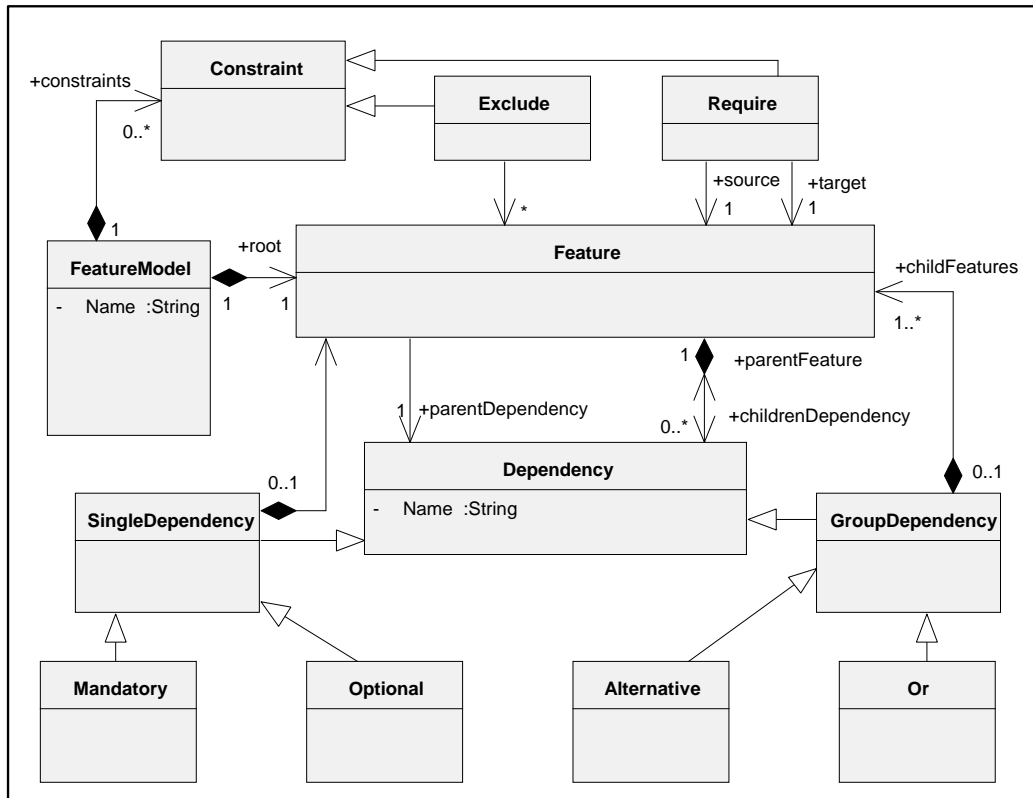 Constraint
+constraints
0..*
Exclude
Require
+source
+target
*
1
1
1
FeatureModel
- Name :String
+root
1
1
Feature
+childFeatures
1..*
1
+parentFeature
1
+parentDependency
0..*
+childrenDependency
Dependency
- Name :String
0..1
SingleDependency
0..1
GroupDependency
Mandatory
Optional
Alternative
Or